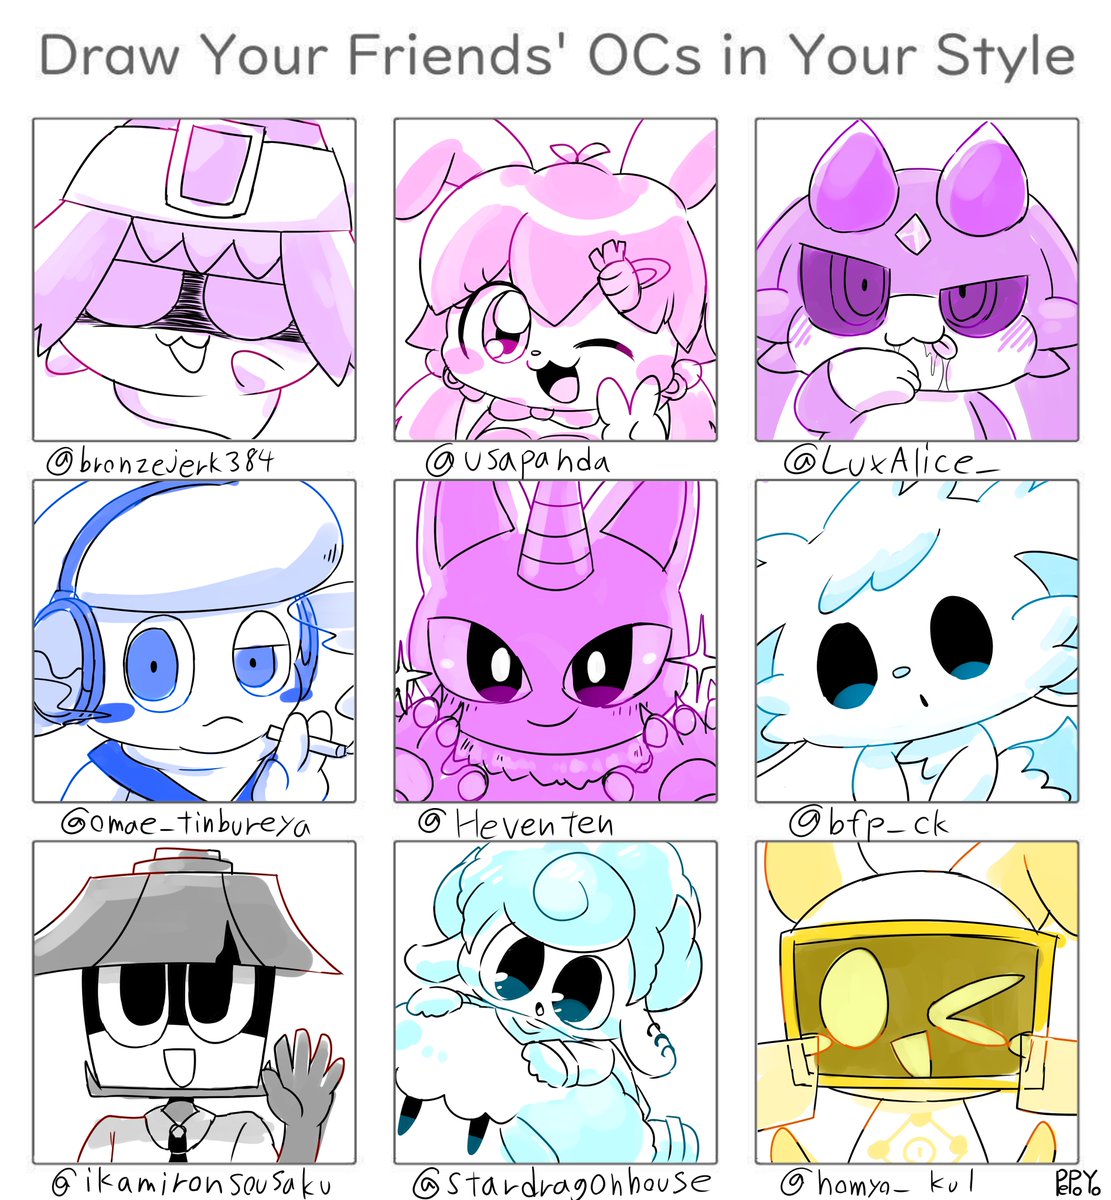 Draw Your Friends' OCs in Your Style
@bronzejerk384
@usapanda
@LuxAlice_
@omae_tinbureya
@Heventen
@bfp_ck
@ikamironsousaku
@stardragonhouse
@homyo_kul